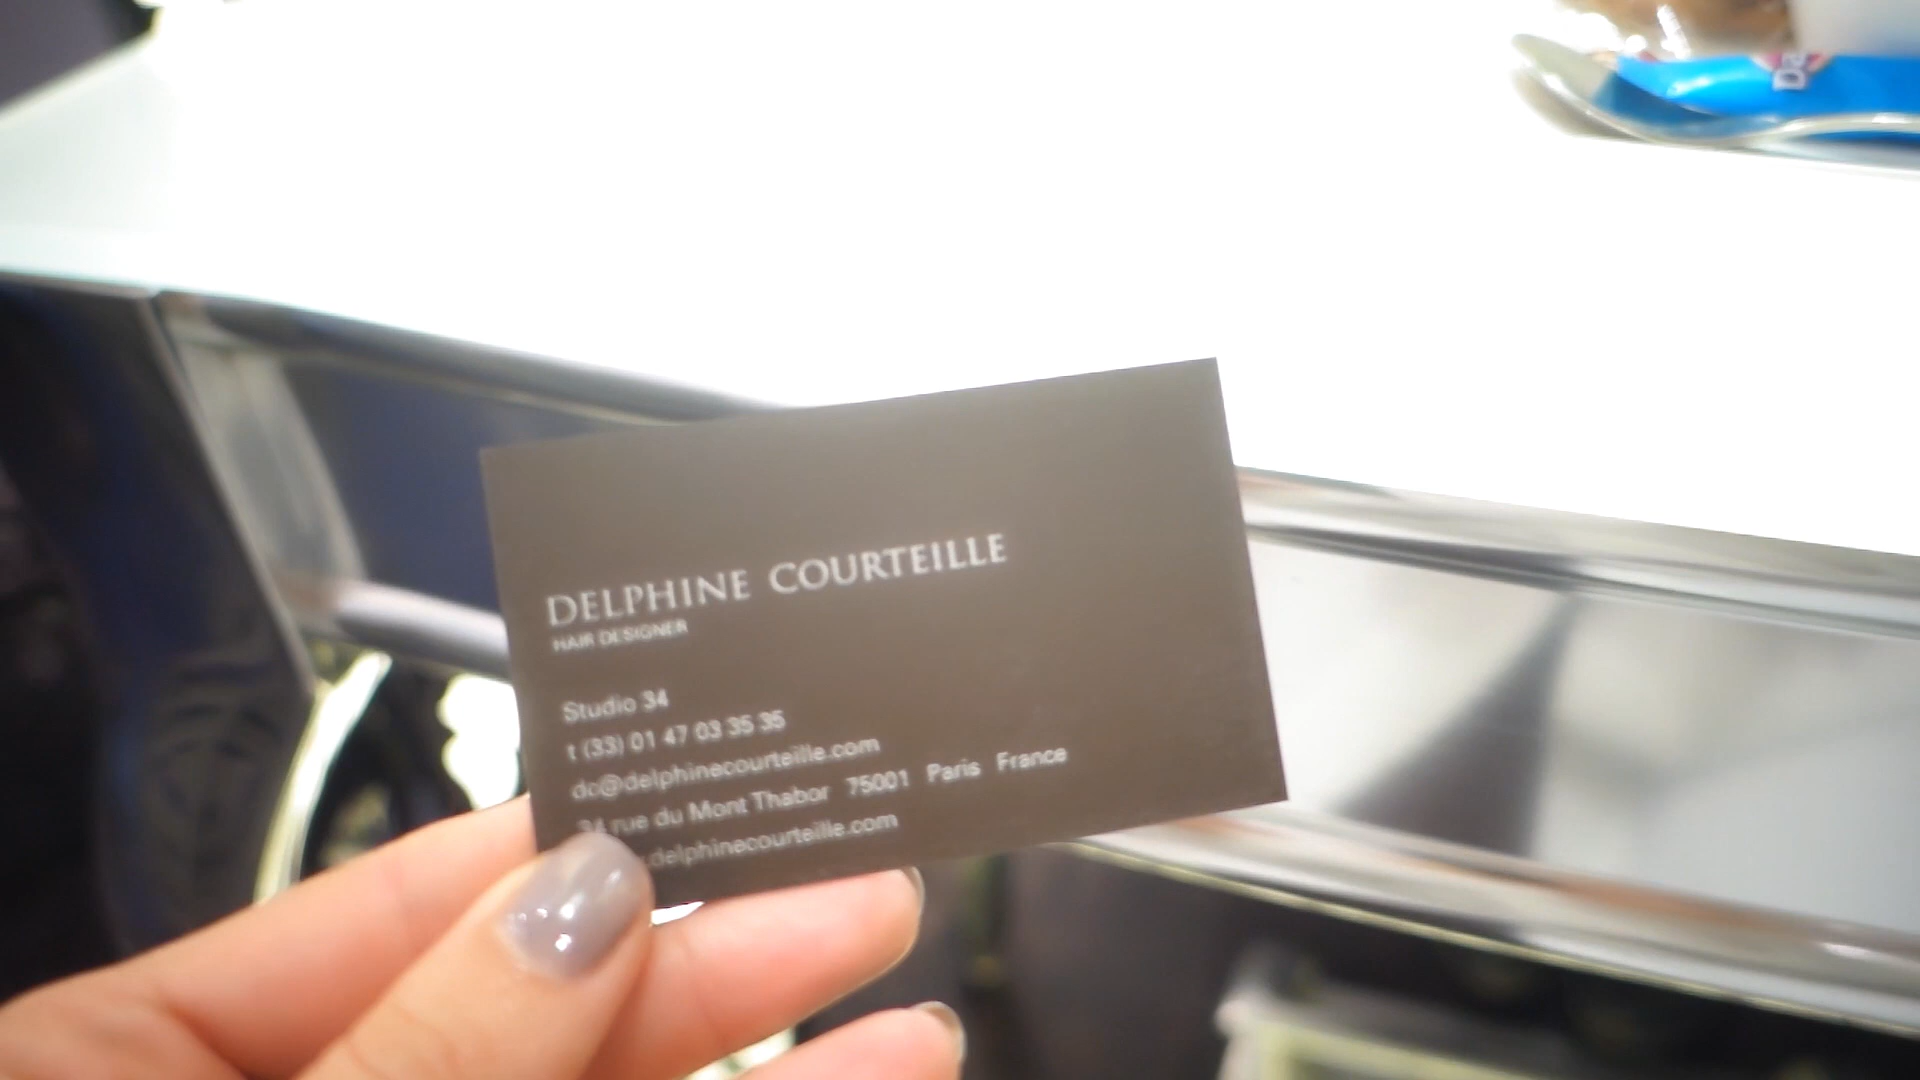 DELPHINE COURTEILLE
HAIR DESIGNER
Studio 34
t (33) 01 47 03 35 35
dc@delphinecourteille.com
34 rue du Mont Thabor 75001 Paris France
.delphinecourteille.com